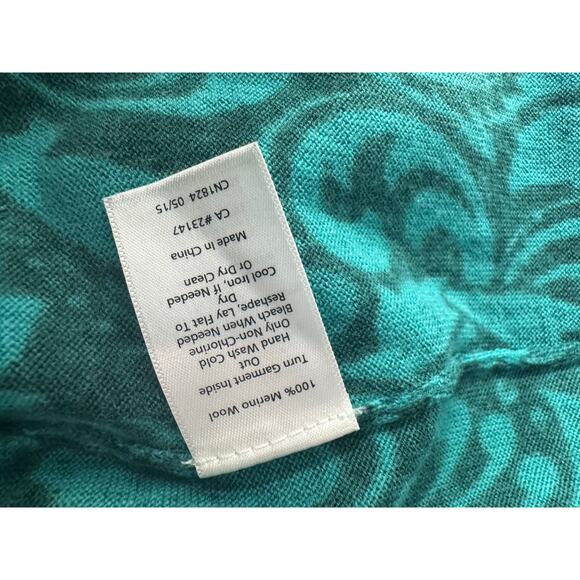 100% Merino Wool
Turn Garment Inside
Out
Hand Wash Cold
Only Non-Chlorine
Bleach When Needed
Reshape, Lay Flat To
Dry
Cool Iron, If Needed
Or Dry Clean
Made In China
CA #23147
CN1824 05/15